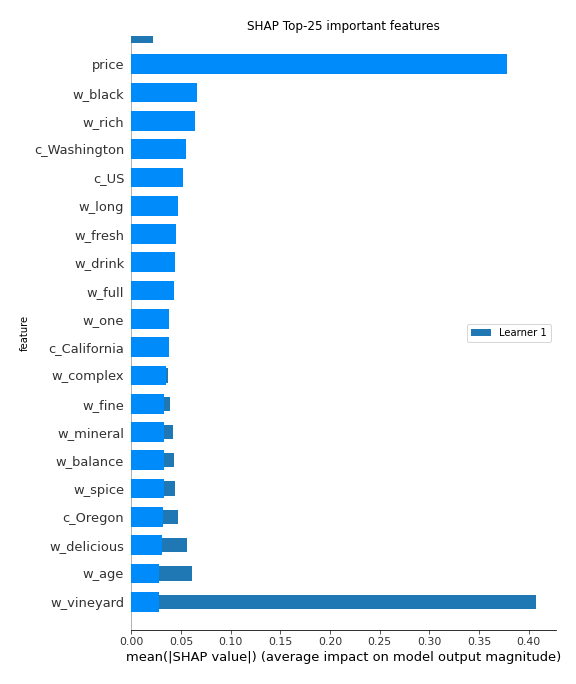 SHAP Top-25 important features
price
w_black
w_rich
c_Washington
c_US
w_long
w_fresh
w_drink
w_full
w_one
c_California
w_complex
w_fine
w_mineral
w_balance
w_spice
c_Oregon
w_delicious
w_age
w_vineyard
feature
Learner 1
0.00 0.05 0.10 0.15 0.20 0.25 0.30 0.35 0.40
mean(|SHAP value|) (average impact on model output magnitude)